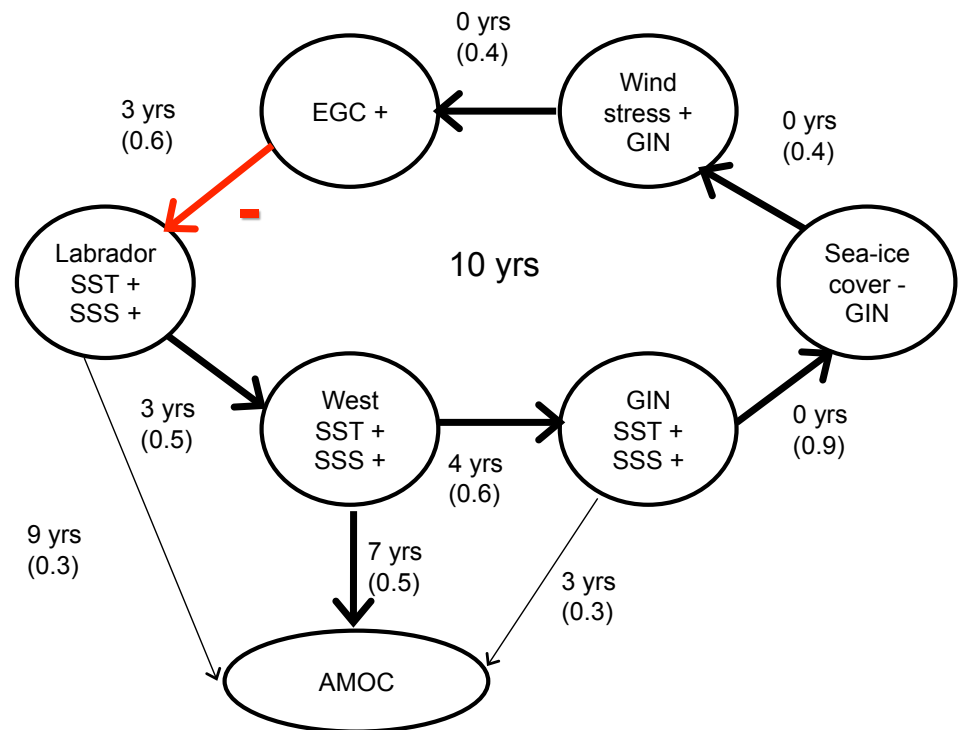 0 yrs
(0.4)
EGC +
Wind
stress +
GIN
3 yrs
(0.6)
0 yrs
(0.4)
-
Labrador
SST +
SSS +
10 yrs
Sea-ice
cover -
GIN
3 yrs
(0.5)
West
SST +
SSS +
4 yrs
(0.6)
GIN
SST +
SSS +
0 yrs
(0.9)
9 yrs
(0.3)
7 yrs
(0.5)
3 yrs
(0.3)
AMOC